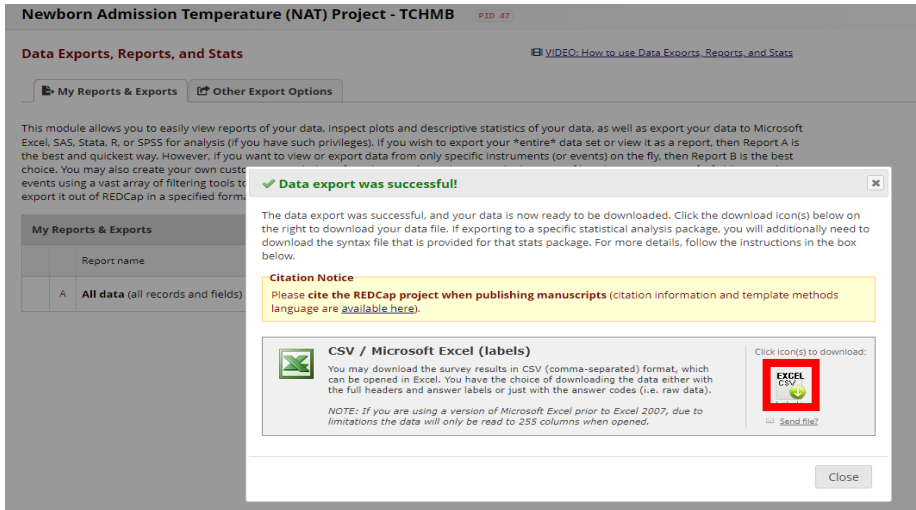 Newborn Admission Temperature (NAT) Project - TCHMB PID 47
Data Exports, Reports, and Stats
VIDEO: How to use Data Exports, Reports, and Stats
My Reports & Exports
Other Export Options
This module allows you to easily view reports of your data, inspect plots and descriptive statistics of your data, as well as export your data to Microsoft
Excel, SAS, Stata, R, or SPSS for analysis (if you have such privileges). If you wish to export your *entire* data set or view it as a report, then Report A is
the best and quickest way. However, if you want to view or export data from only specific instruments (or events) on the fly, then Report B is the best
choice. You may also create your own custo
events using a vast array of filtering tools to
export it out of REDCap in a specified forma
My Reports & Exports
Report name
A All data (all records and fields)
Data export was successful!
The data export was successful, and your data is now ready to be downloaded. Click the download icon(s) below on
the right to download your data file. If exporting to a specific statistical analysis package, you will additionally need to
download the syntax file that is provided for that stats package. For more details, follow the instructions in the box
below.
Citation Notice
Please cite the REDCap project when publishing manuscripts (citation information and template methods
language are available here).
CSV / Microsoft Excel (labels)
You may download the survey results in CSV (comma-separated) format, which
can be opened in Excel. You have the choice of downloading the data either with
the full headers and answer labels or just with the answer codes (i.e. raw data).
NOTE: If you are using a version of Microsoft Excel prior to Excel 2007, due to
limitations the data will only be read to 255 columns when opened.
Click icon(s) to download:
EXCEL
CSV
Send file?
Close